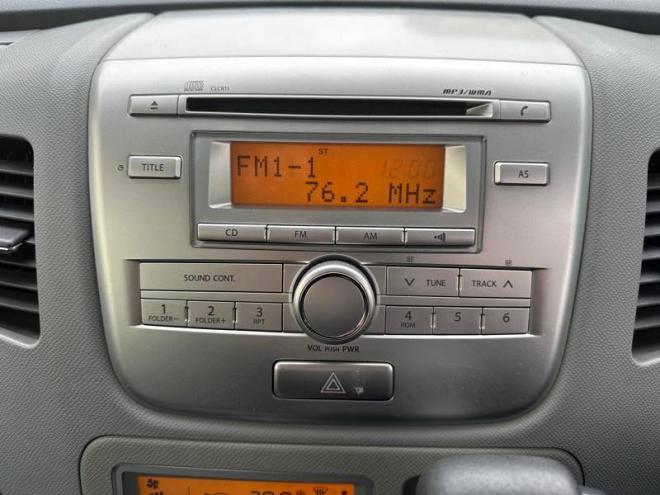 CLCR11
MP3/WMA
TITLE
ST
12:00
FM1-1
76.2 MHz
AS
CD
FM
AM
SOUND CONT.
TUNE
TRACK
1
FOLDER−
2
FOLDER+
3
RPT
4
RDM
5
6
VOL PUSH PWR